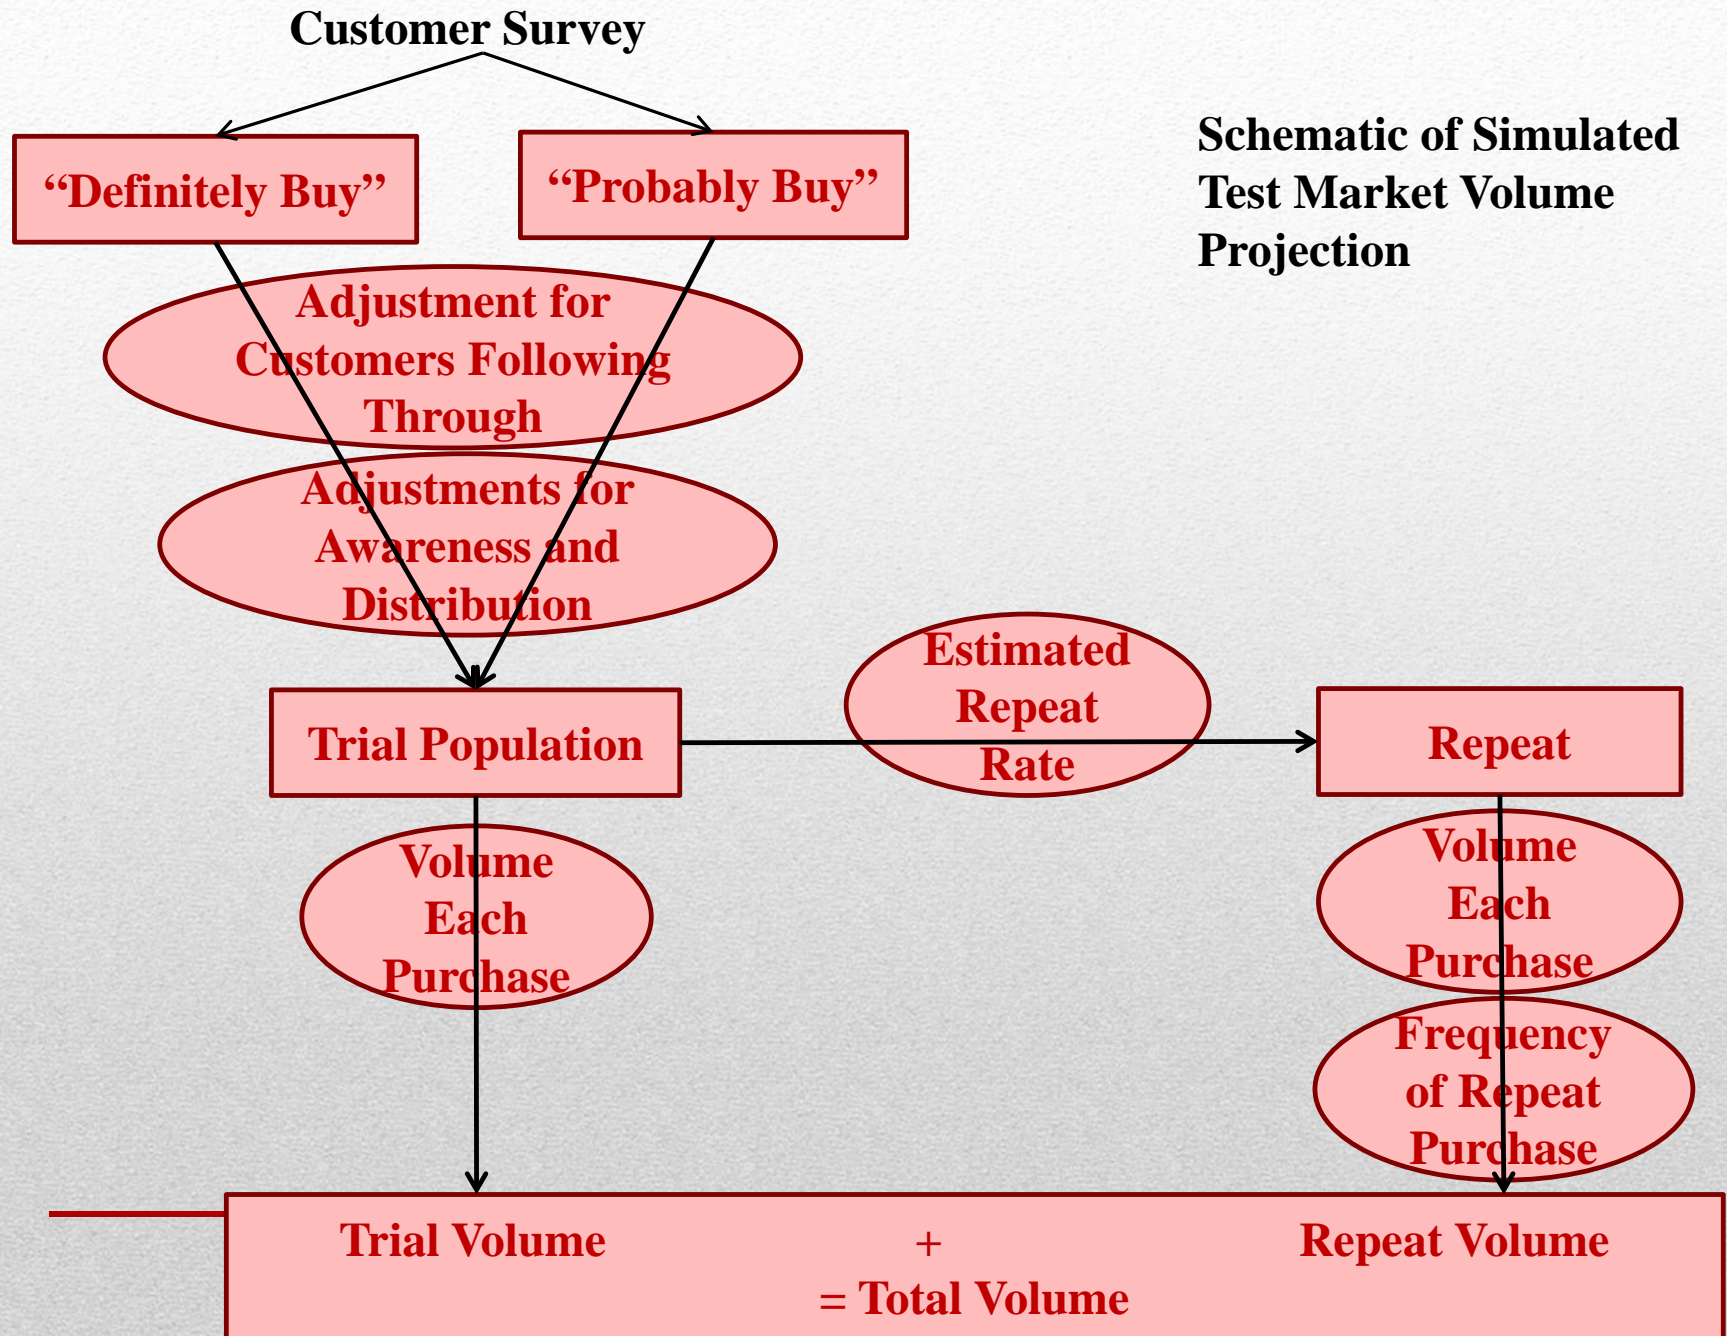 Customer Survey
“Definitely Buy”
“Probably Buy”
Schematic of Simulated
Test Market Volume
Projection
Adjustment for
Customers Following
Through
Adjustments for
Awareness and
Distribution
Trial Population
Estimated
Repeat
Rate
Repeat
Volume
Each
Purchase
Volume
Each
Purchase
Frequency
of Repeat
Purchase
Trial Volume + Repeat Volume
= Total Volume